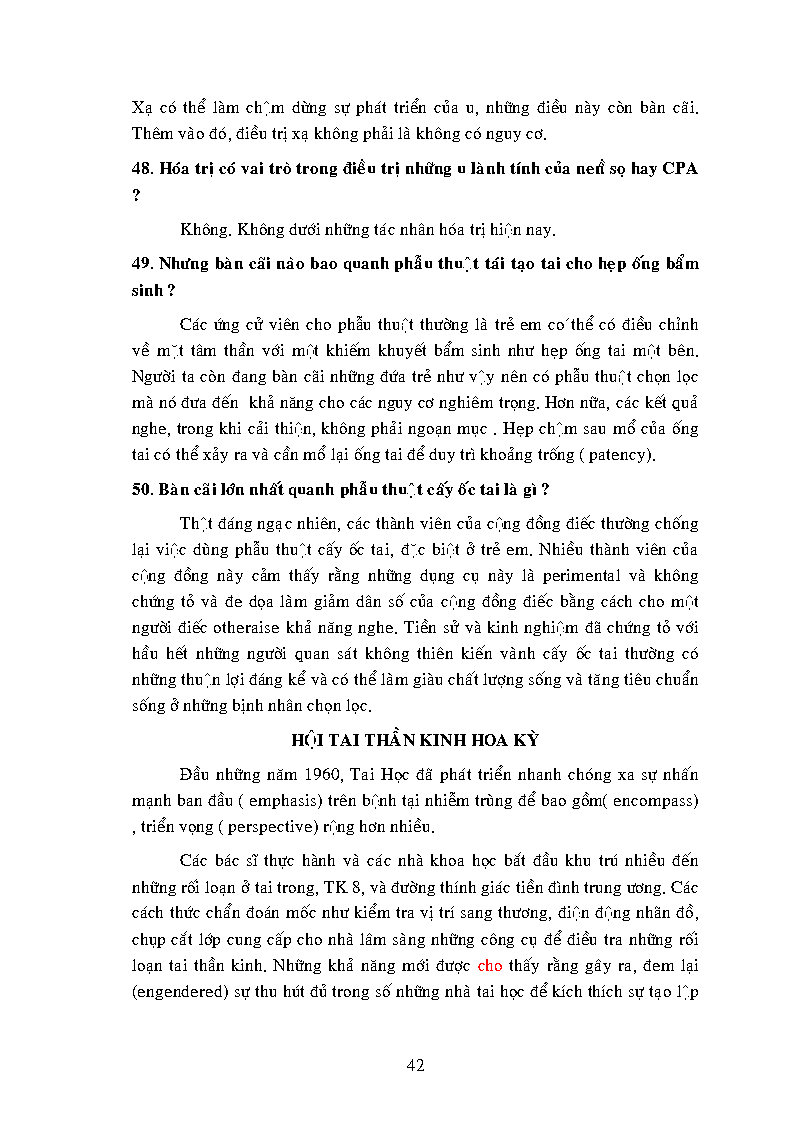 Xạ có thể làm chậm dừng sự phát triển của u, những điều này còn bàn cãi.
Thêm vào đó, điều trị xạ không phải là không có nguy cơ.
48. Hóa trị có vai trò trong điều trị những u lành tính của nền sọ hay CPA
?
Không. Không dưới những tác nhân hóa trị hiện nay.
49. Nhưng bàn cãi nào bao quanh phẫu thuật tái tạo tai cho hẹp ống bẩm
sinh ?
Các ứng cử viên cho phẫu thuật thường là trẻ em có thể có điều chỉnh
về mặt tâm thần với một khiếm khuyết bẩm sinh như hẹp ống tai một bên.
Người ta còn đang bàn cãi những đứa trẻ như vậy nên có phẫu thuật chọn lọc
mà nó đưa đến khả năng cho các nguy cơ nghiêm trọng. Hơn nữa, các kết quả
nghe, trong khi cải thiện, không phải ngoạn mục . Hẹp chậm sau mổ của ống
tai có thể xảy ra và cần mổ lại ống tai để duy trì khoảng trống ( patency).
50. Bàn cãi lớn nhất quanh phẫu thuật cấy ốc tai là gì ?
Thật đáng ngạc nhiên, các thành viên của cộng đồng điếc thường chống
lại việc dùng phẫu thuật cấy ốc tai, đặc biệt ở trẻ em. Nhiều thành viên của
cộng đồng này cảm thấy rằng những dụng cụ này là perimental và không
chứng tỏ và đe dọa làm giảm dân số của cộng đồng điếc bằng cách cho một
người điếc otheraise khả năng nghe. Tiền sử và kinh nghiệm đã chứng tỏ với
hầu hết những người quan sát không thiên kiến vành cấy ốc tai thường có
những thuận lợi đáng kể và có thể làm giàu chất lượng sống và tăng tiêu chuẩn
sống ở những bịnh nhân chọn lọc.
HỘI TAI THẦN KINH HOA KỲ
Đầu những năm 1960, Tai Học đã phát triển nhanh chóng xa sự nhấn
mạnh ban đầu ( emphasis) trên bệnh tại nhiễm trùng để bao gồm( encompass)
, triển vọng ( perspective) rộng hơn nhiều.
Các bác sĩ thực hành và các nhà khoa học bắt đầu khu trú nhiều đến
những rối loạn ở tai trong, TK 8, và đường thính giác tiền đình trung ương. Các
cách thức chẩn đoán mốc như kiểm tra vị trí sang thương, điện động nhãn đồ,
chụp cắt lớp cung cấp cho nhà lâm sàng những công cụ để điều tra những rối
loạn tai thần kinh. Những khả năng mới được cho thấy rằng gây ra, đem lại
(engendered) sự thu hút đủ trong số những nhà tai học để kích thích sự tạo lập
42